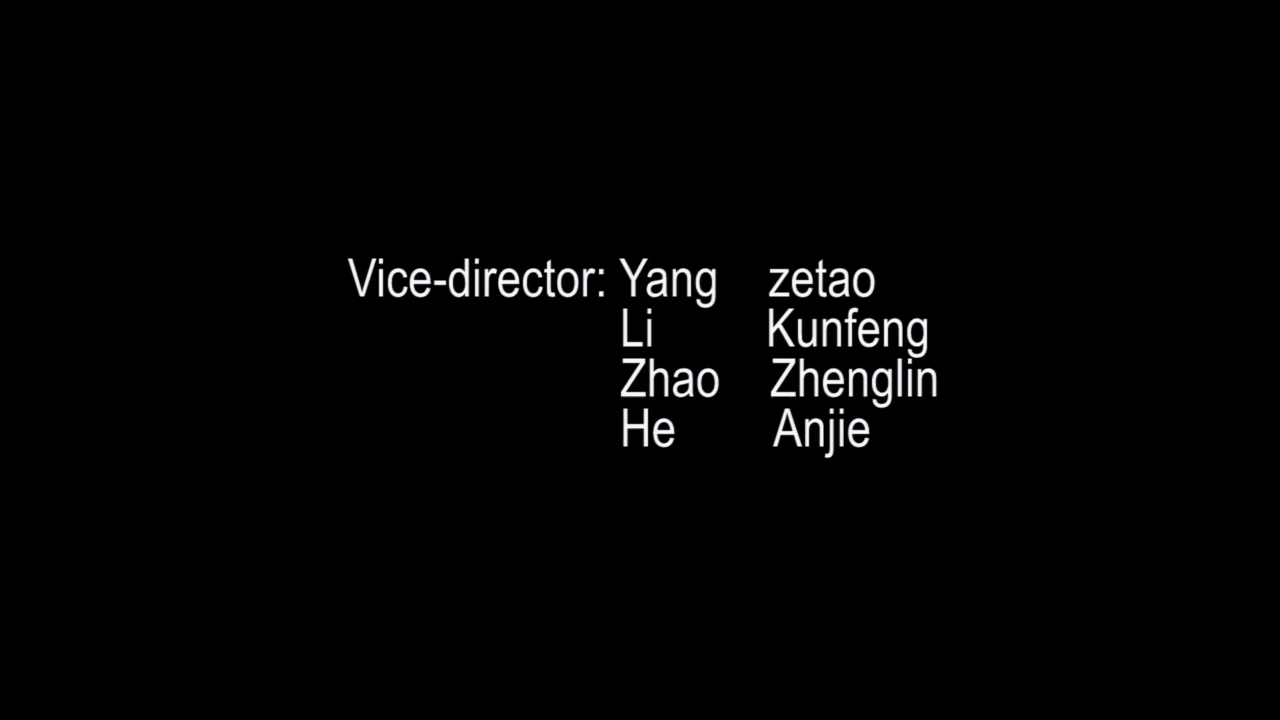 Vice-director: Yang zetao
Li Kunfeng
Zhao Zhenglin
He Anjie